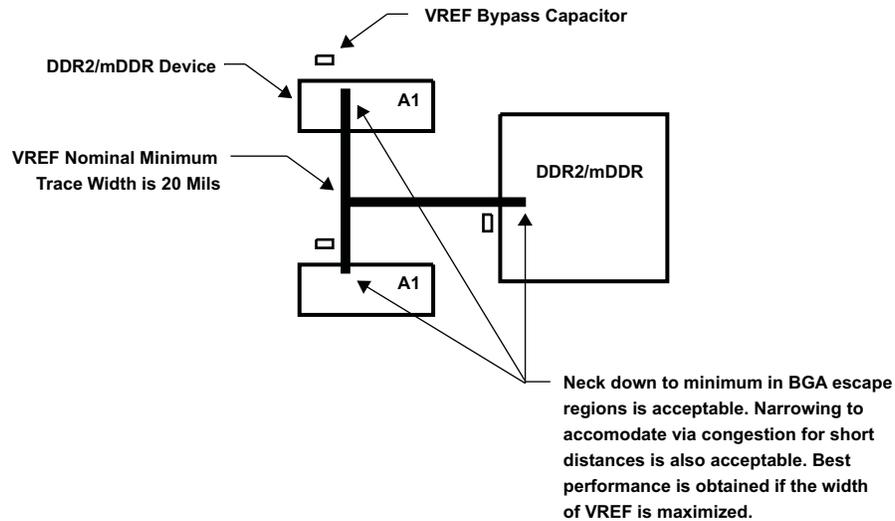 VREF Bypass Capacitor
DDR2/mDDR Device
A1
VREF Nominal Minimum
Trace Width is 20 Mils
DDR2/mDDR
A1
Neck down to minimum in BGA escape
regions is acceptable. Narrowing to
accomodate via congestion for short
distances is also acceptable. Best
performance is obtained if the width
of VREF is maximized.